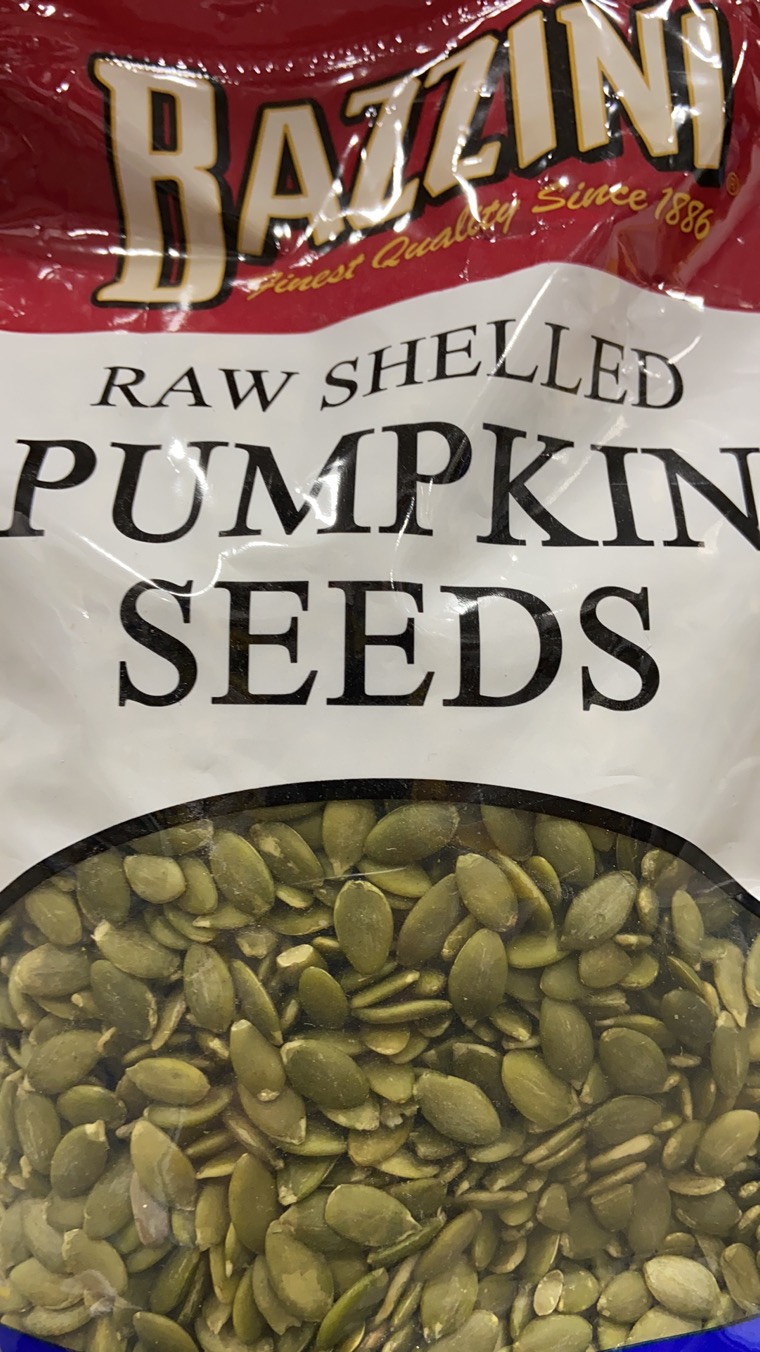 BAZZINI®
Finest Quality Since 1886
RAW SHELLED
PUMPKIN
SEEDS